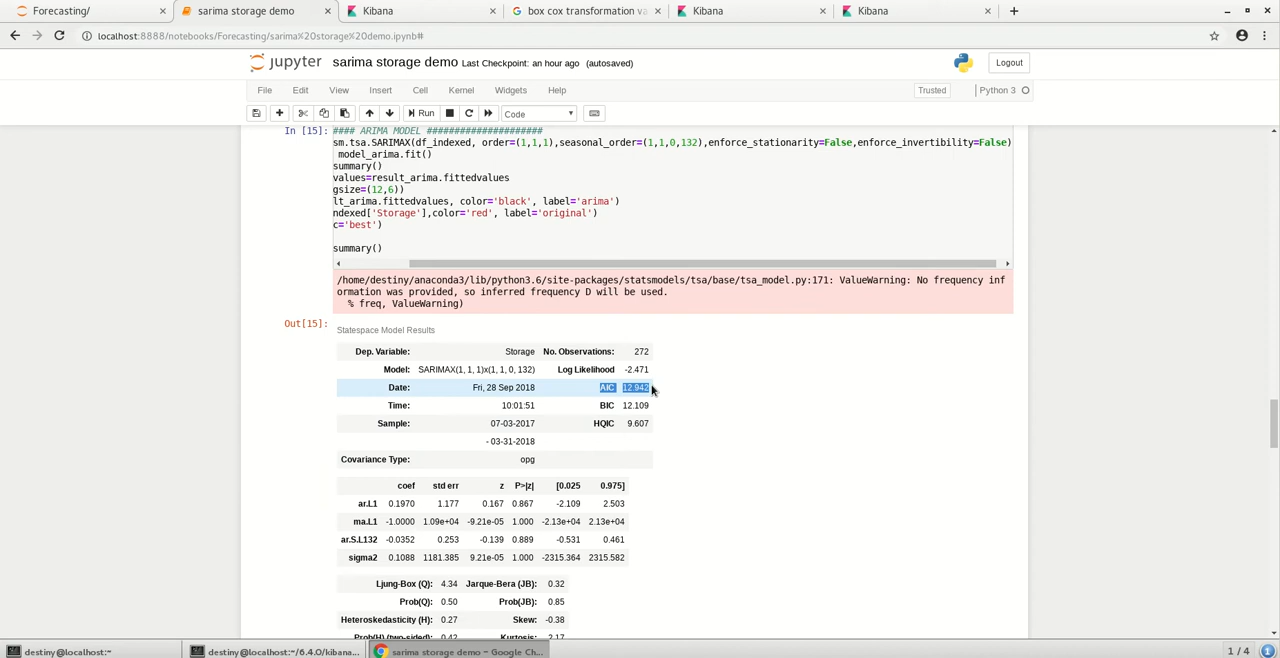 Forecasting/
sarima storage demo
Kibana
box cox transformation va
Kibana
Kibana
localhost:8888/notebooks/Forecasting/sarima%20storage%20demo.ipynb#
jupyter sarima storage demo Last Checkpoint: an hour ago (autosaved)
Logout
File Edit View Insert Cell Kernel Widgets Help
Trusted Python 3
Run Code
In [15]: #### ARIMA MODEL #####################
sm.tsa.SARIMAX(df_indexed, order=(1,1,1),seasonal_order=(1,1,0,132),enforce_stationarity=False,enforce_invertibility=False)
model_arima.fit()
summary()
values=result_arima.fittedvalues
gsize=(12,6))
lt_arima.fittedvalues, color='black', label='arima')
ndexed['Storage'],color='red', label='original')
c='best')
summary()
/home/destiny/anaconda3/lib/python3.6/site-packages/statsmodels/tsa/base/tsa_model.py:171: ValueWarning: No frequency inf
ormation was provided, so inferred frequency D will be used.
% freq, ValueWarning)
Out[15]: Statespace Model Results
Dep. Variable: Storage No. Observations: 272
Model: SARIMAX(1, 1, 1)x(1, 1, 0, 132) Log Likelihood -2.471
Date: Fri, 28 Sep 2018 AIC 12.942
Time: 10:01:51 BIC 12.109
Sample: 07-03-2017 HQIC 9.607
- 03-31-2018
Covariance Type: opg
coef std err z P>|z| [0.025 0.975]
ar.L1 0.1970 1.177 0.167 0.867 -2.109 2.503
ma.L1 -1.0000 1.09e+04 -9.21e-05 1.000 -2.13e+04 2.13e+04
ar.S.L132 -0.0352 0.253 -0.139 0.889 -0.531 0.461
sigma2 0.1088 1181.385 9.21e-05 1.000 -2315.364 2315.582
Ljung-Box (Q): 4.34 Jarque-Bera (JB): 0.32
Prob(Q): 0.50 Prob(JB): 0.85
Heteroskedasticity (H): 0.27 Skew: -0.38
Prob(H) (two-sided): 0.42 Kurtosis: 2.17
destiny@localhost:~
destiny@localhost:~/6.4.0/kibana...
sarima storage demo – Google Ch...
1 / 4